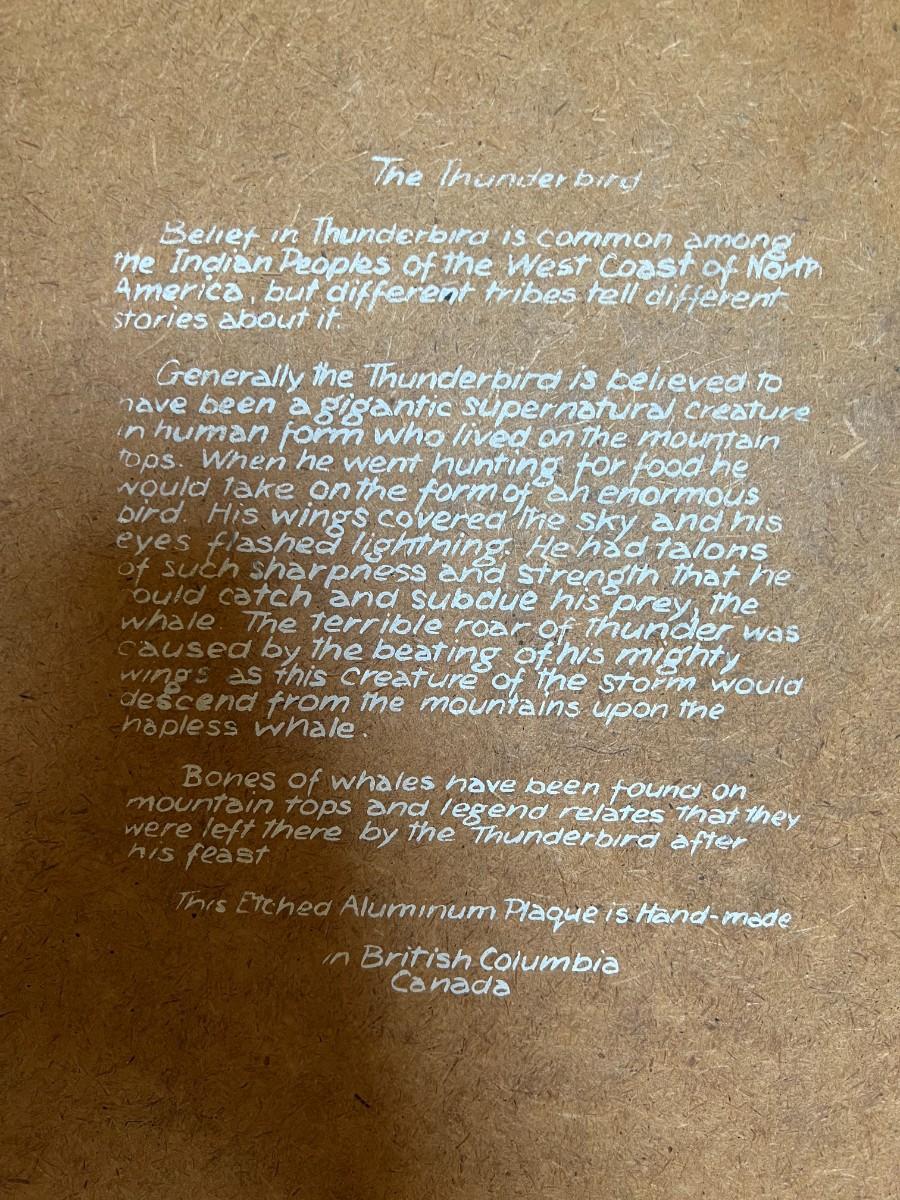 The Thunderbird
Belief in Thunderbird is common among
the Indian Peoples of the West Coast of North
America, but different tribes tell different
stories about it.
Generally the Thunderbird is believed to
have been a gigantic supernatural creature
in human form who lived on the mountain
tops. When he went hunting for food he
would take on the form of an enormous
bird. His wings covered the sky and his
eyes flashed lightning. He had talons
of such sharpness and strength that he
ould catch and subdue his prey, the
whale. The terrible roar of thunder was
caused by the beating of his mighty
wings as this creature of the storm would
descend from the mountains upon the
hapless whale.
Bones of whales have been found on
mountain tops and legend relates that they
were left there by the Thunderbird after
his feast
This Etched Aluminum Plaque is Hand-made
in British Columbia
Canada